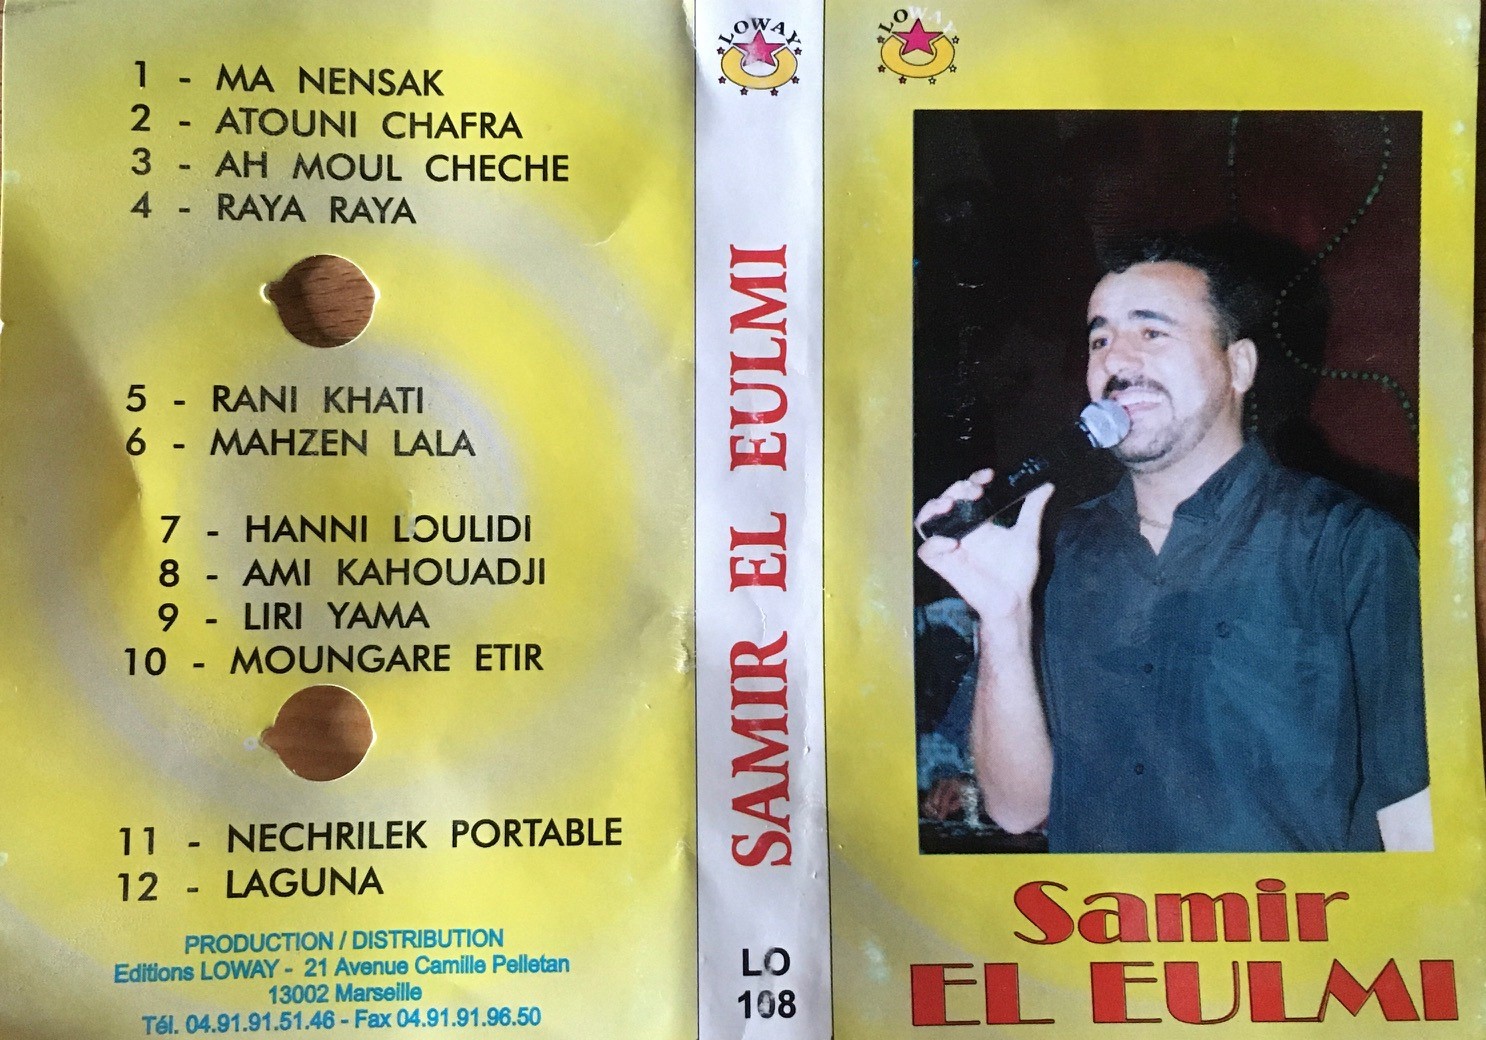 1 - MA NENSAK
2 - ATOUNI CHAFRA
3 - AH MOUL CHECHE
4 - RAYA RAYA
5 - RANI KHATI
6 - MAHZEN LALA
7 - HANNI LOULIDI
8 - AMI KAHOUADJI
9 - LIRI YAMA
10 - MOUNGARE ETIR
11 - NECHRILEK PORTABLE
12 - LAGUNA
PRODUCTION / DISTRIBUTION
Editions LOWAY - 21 Avenue Camille Pelletan
13002 Marseille
Tél. 04.91.91.51.46 - Fax 04.91.91.96.50
LOWAY
SAMIR EL EULMI
LO
108
LOWAY
Samir
EL EULMI